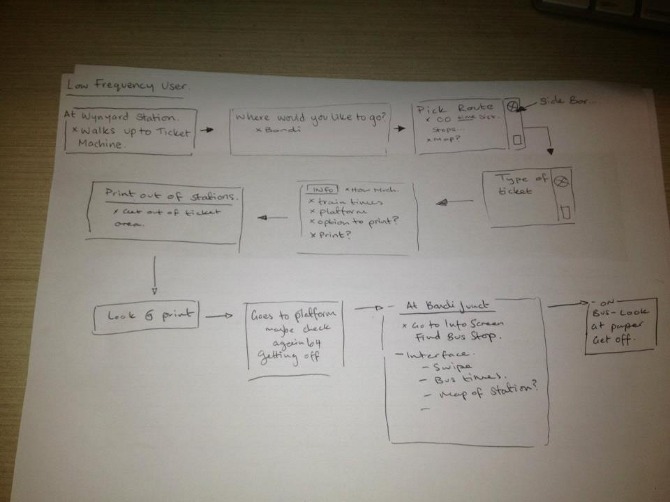 Low Frequency User.
At Wynyard Station.
x Walks up to Ticket
Machine.
Where would you like to go?
x Bondi
Pick Route
Stops...
x Map?
Side Bar...
Type of
ticket
INFO x How Much.
x train times
x platform
x option to print?
x Print?
Print out of stations.
x Get out of ticket
area.
Look @ print
Goes to platform
maybe check
again b4
getting off
- At Bondi Junct
x Go to Info Screen
Find Bus Stop.
- Interface.
- Swipe
- Bus times.
- Map of Station?
-
- ON
Bus - Look
at paper
Get off.